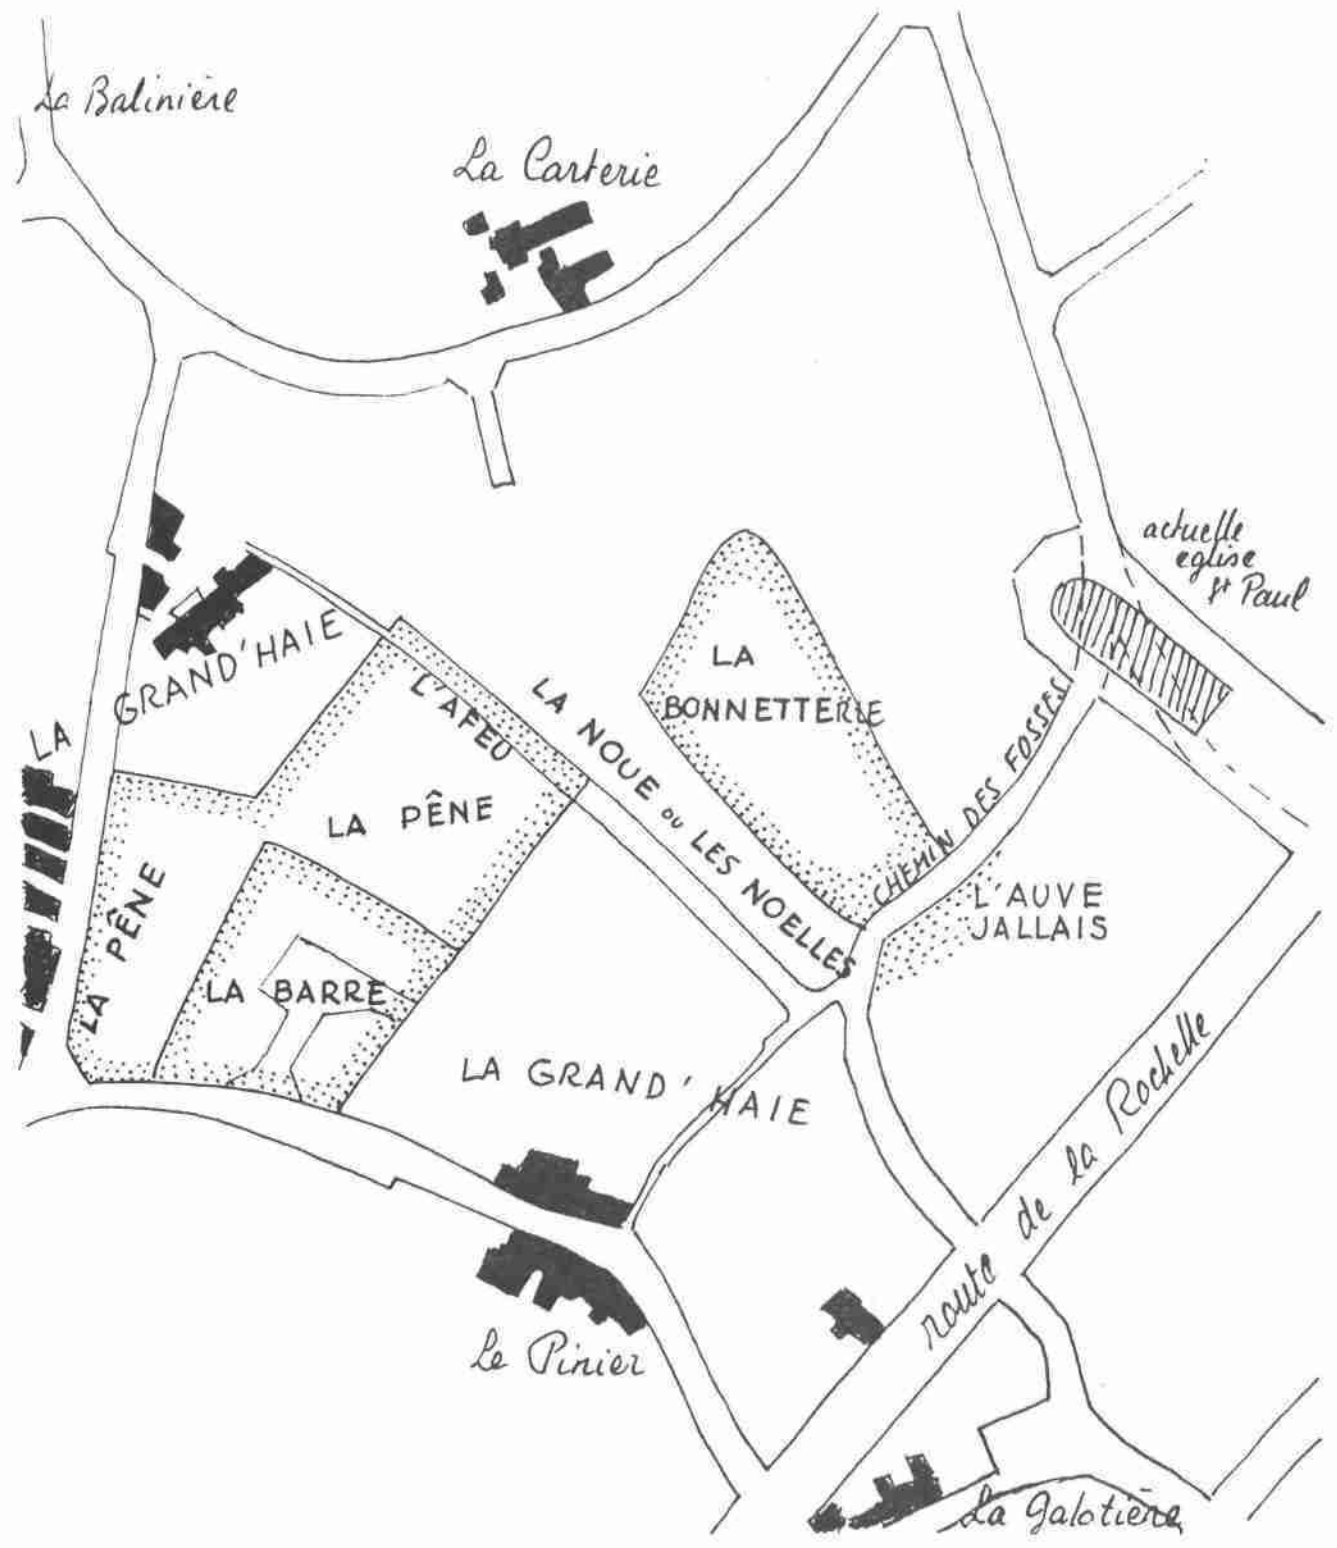 La Balinière
La Carterie
actuelle
eglise
St Paul
LA
GRAND'HAIE
L'AFEU
LA NOUE ou LES NOELLES
LA
BONNETTERIE
CHEMIN DES FOSSES
LA PÊNE
LA PÊNE
L'AUVE
JALLAIS
LA BARRE
LA GRAND' HAIE
route de la Rochelle
Le Pinier
La Galotière